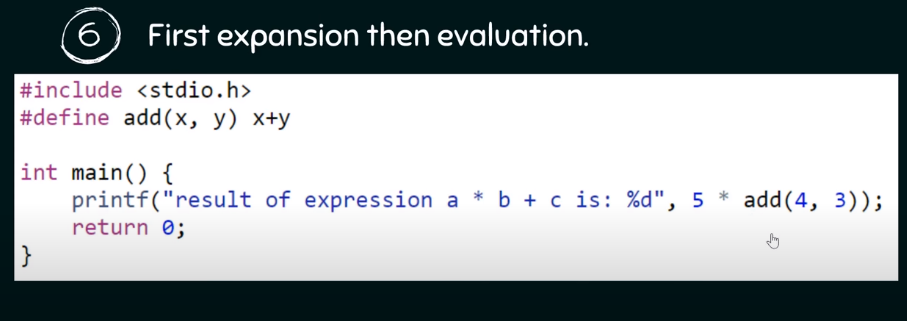 6 First expansion then evaluation.
#include <stdio.h>
#define add(x, y) x+y
int main() {
    printf("result of expression a * b + c is: %d", 5 * add(4, 3));
    return 0;
}